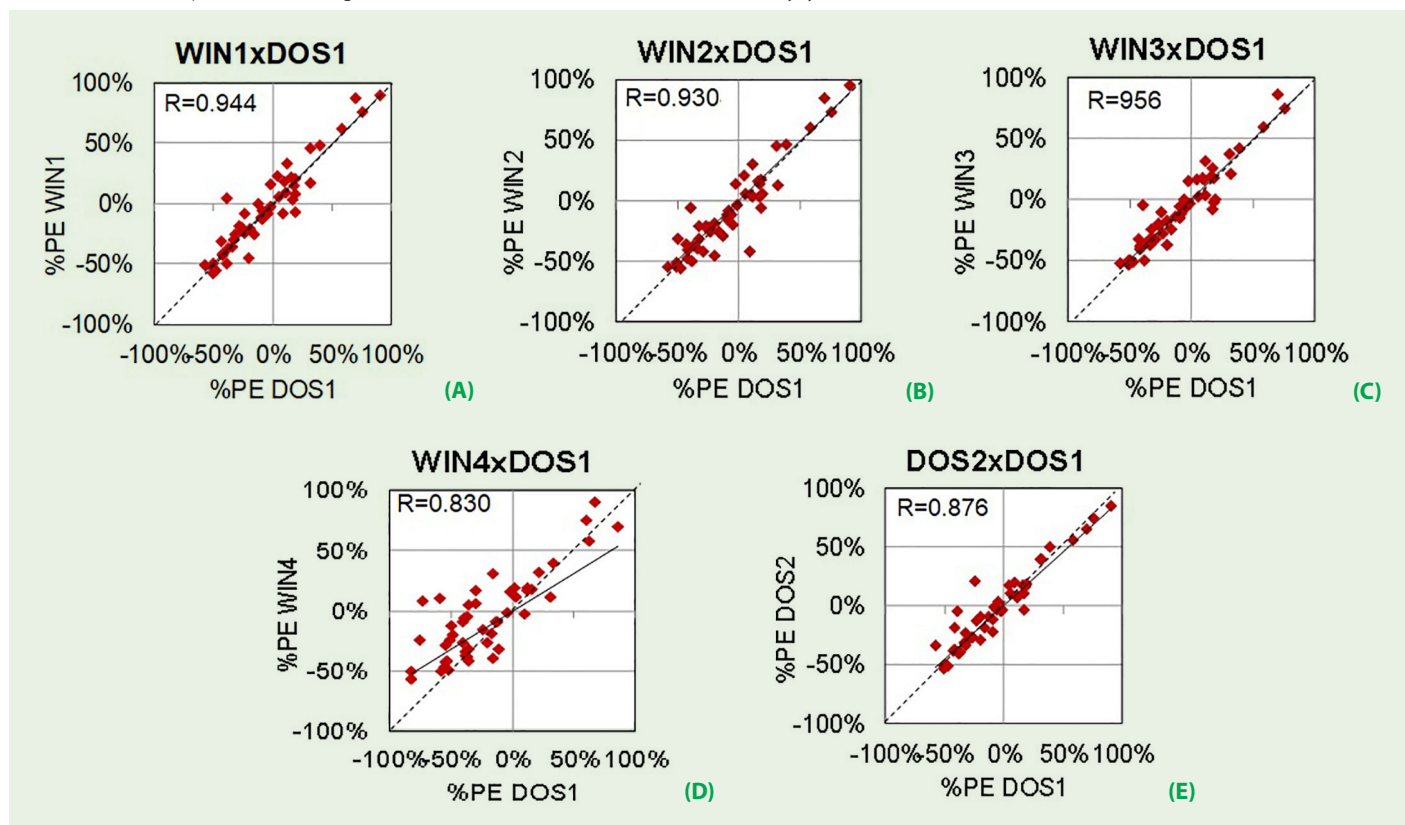 WIN1xDOS1
100%
50%
0%
-50%
-100%
R=0.944
%PE WIN1
-100%-50% 0% 50% 100%
%PE DOS1
(A)
WIN2xDOS1
100%
50%
0%
-50%
-100%
R=0.930
%PE WIN2
-100%-50% 0% 50% 100%
%PE DOS1
(B)
WIN3xDOS1
100%
50%
0%
-50%
-100%
R=956
%PE WIN3
-100%-50% 0% 50% 100%
%PE DOS1
(C)
WIN4xDOS1
100%
50%
0%
-50%
-100%
R=0.830
%PE WIN4
-100%-50% 0% 50% 100%
%PE DOS1
(D)
DOS2xDOS1
100%
50%
0%
-50%
-100%
R=0.876
%PE DOS2
-100%-50% 0% 50% 100%
%PE DOS1
(E)